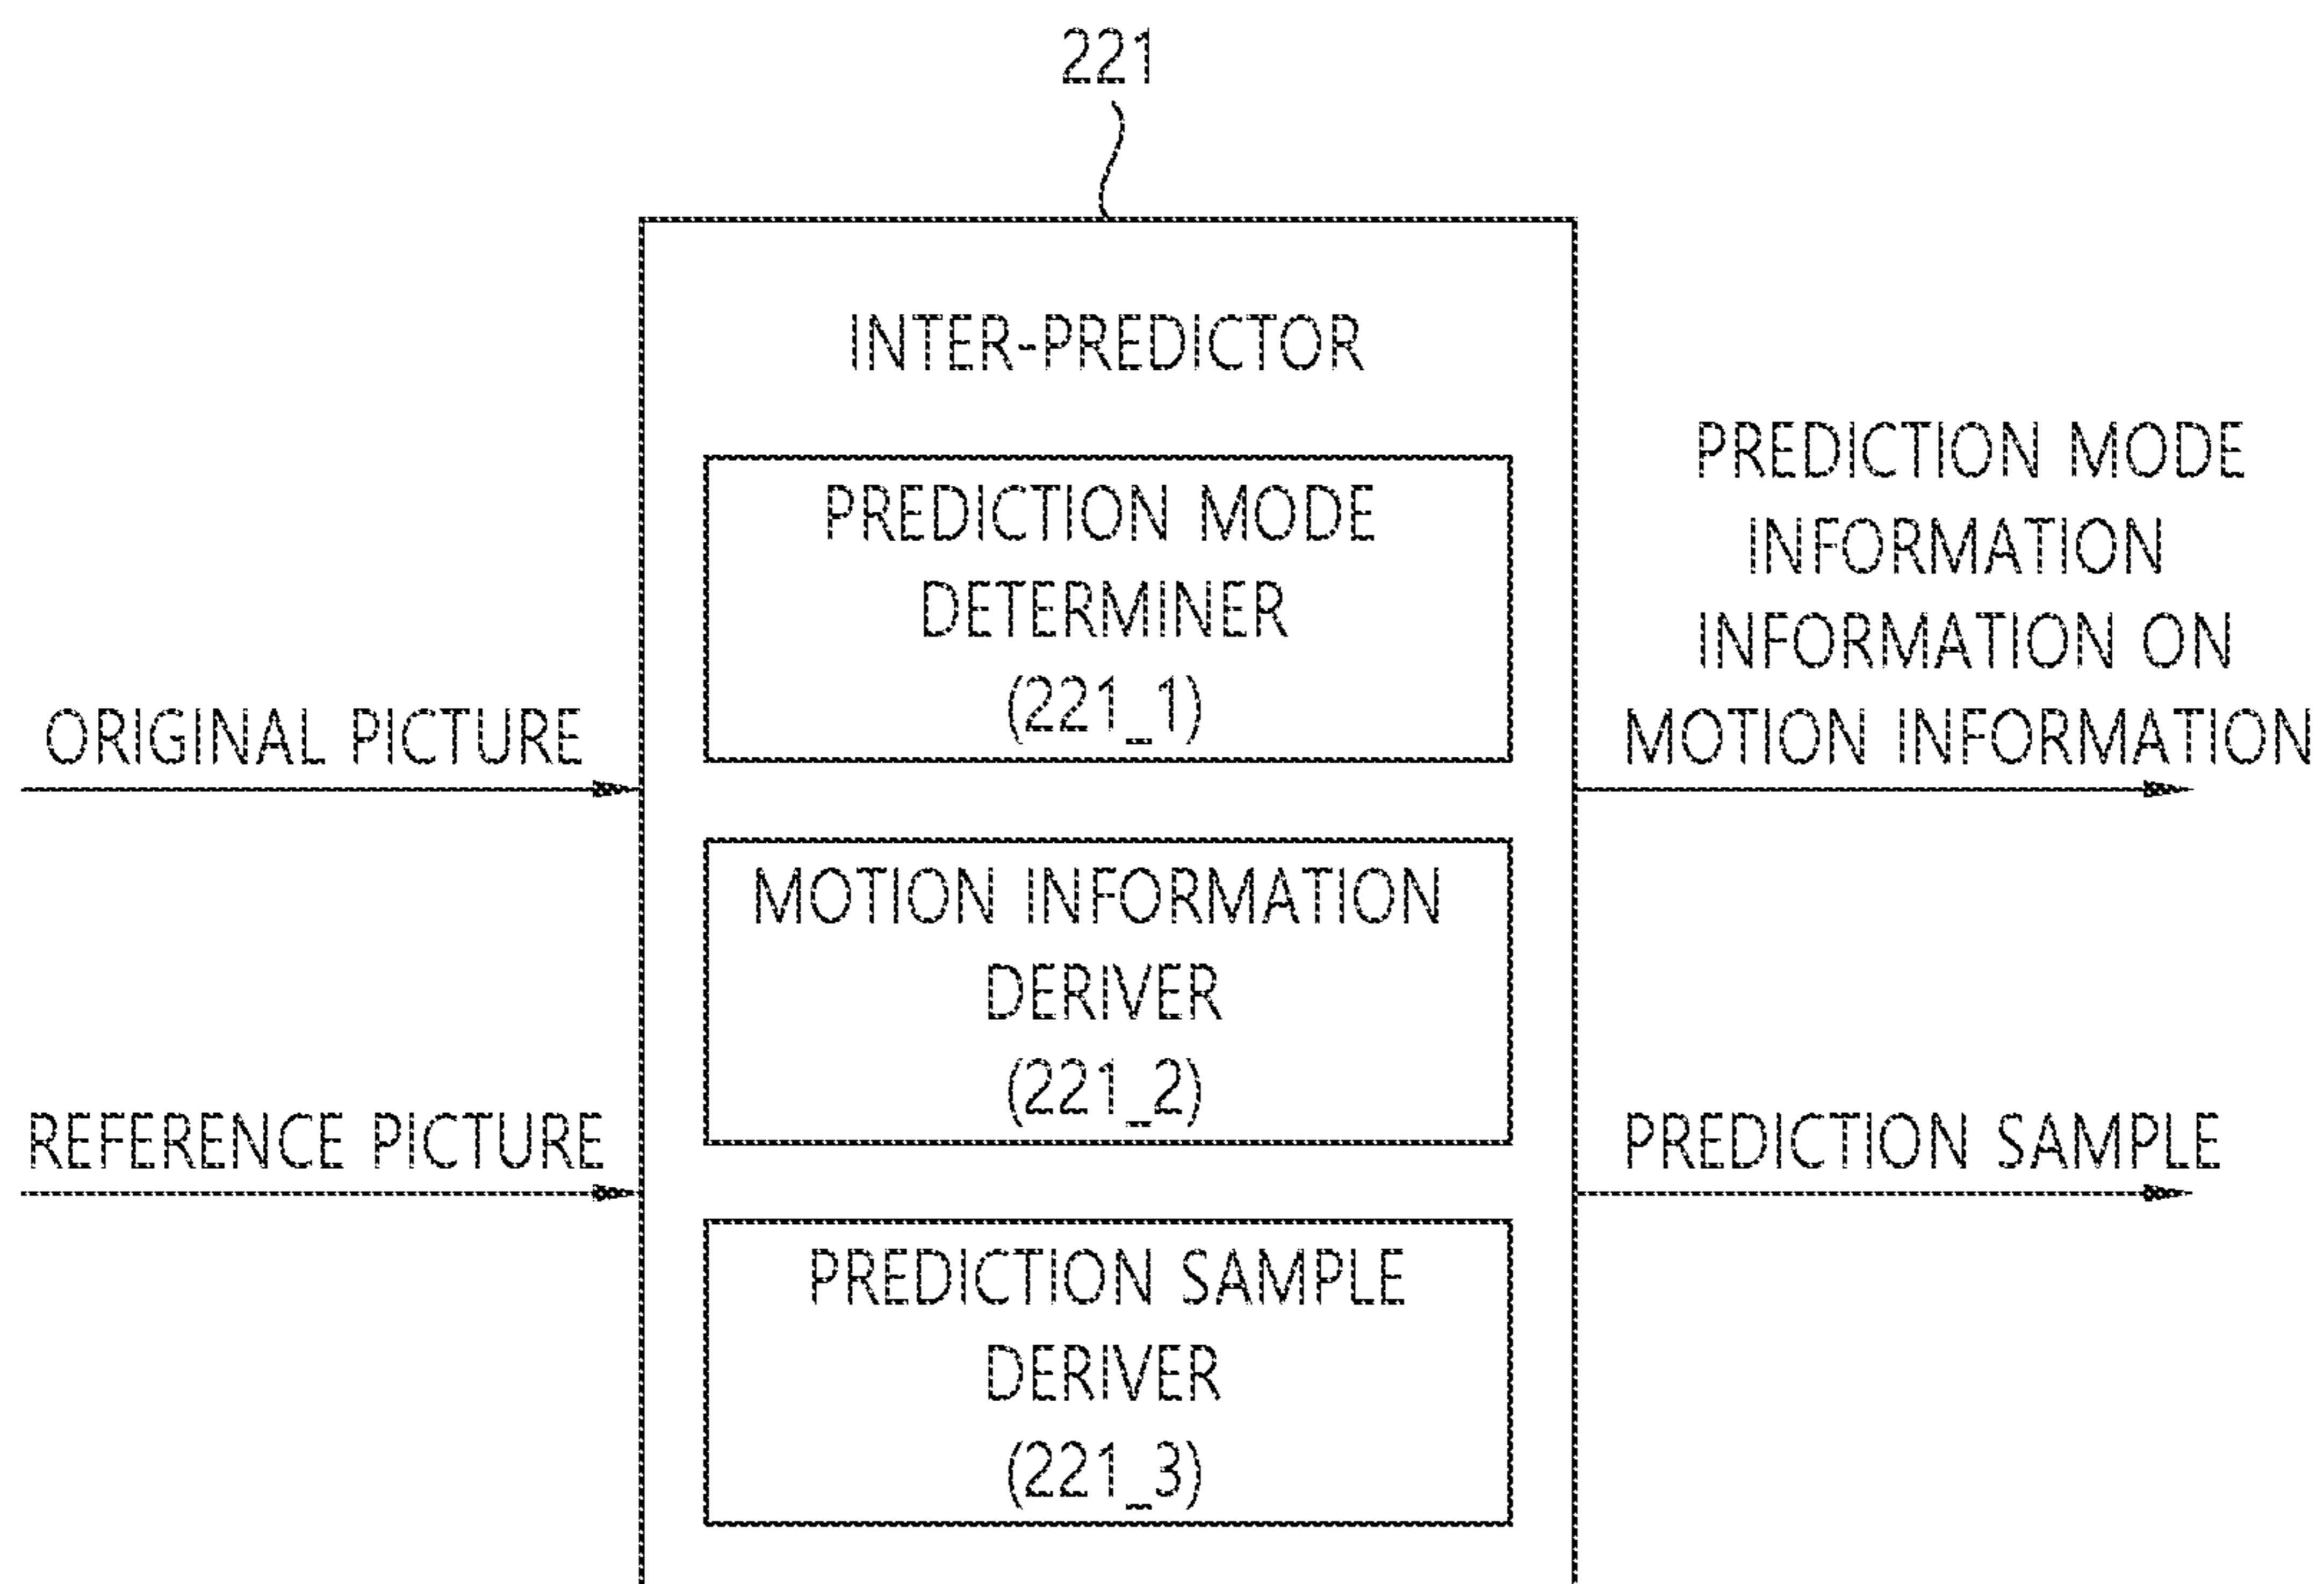 221
INTER-PREDICTOR
PREDICTION MODE
DETERMINER
(221_1)
MOTION INFORMATION
DERIVER
(221_2)
PREDICTION SAMPLE
DERIVER
(221_3)
ORIGINAL PICTURE
REFERENCE PICTURE
PREDICTION MODE
INFORMATION
INFORMATION ON
MOTION INFORMATION
PREDICTION SAMPLE